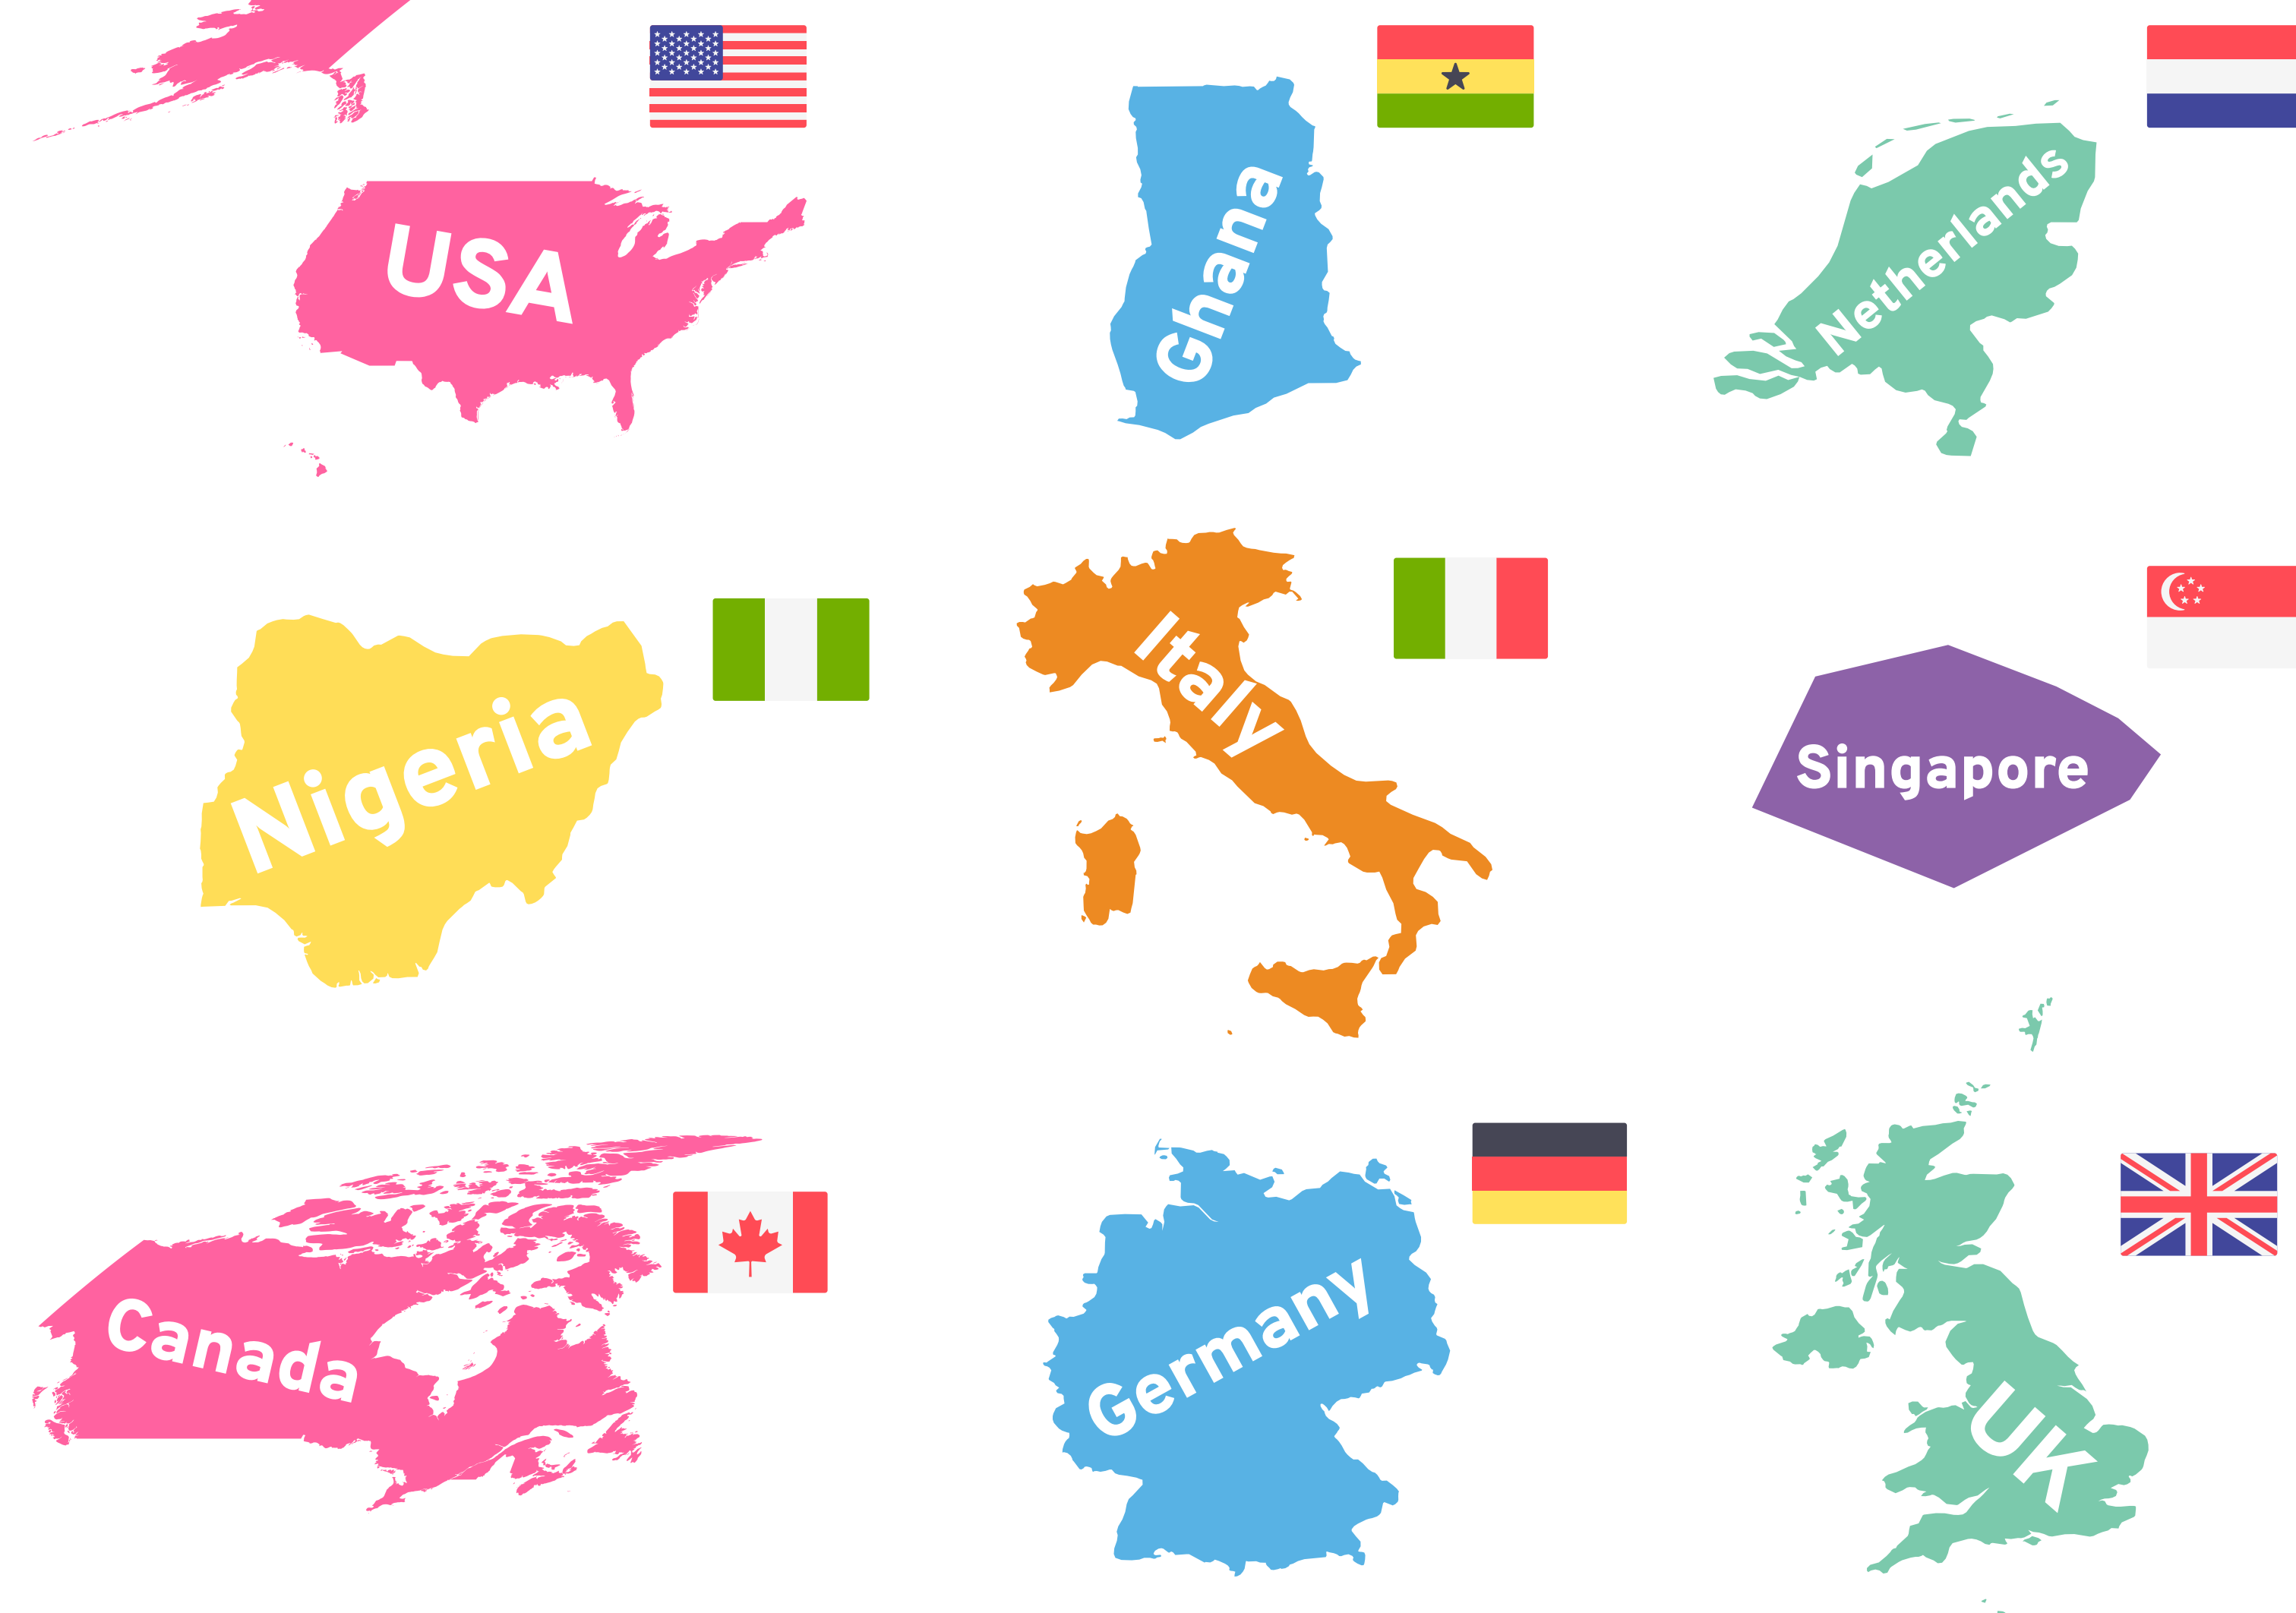 USA
Ghana
Netherlands
Nigeria
Italy
Singapore
Canada
Germany
UK